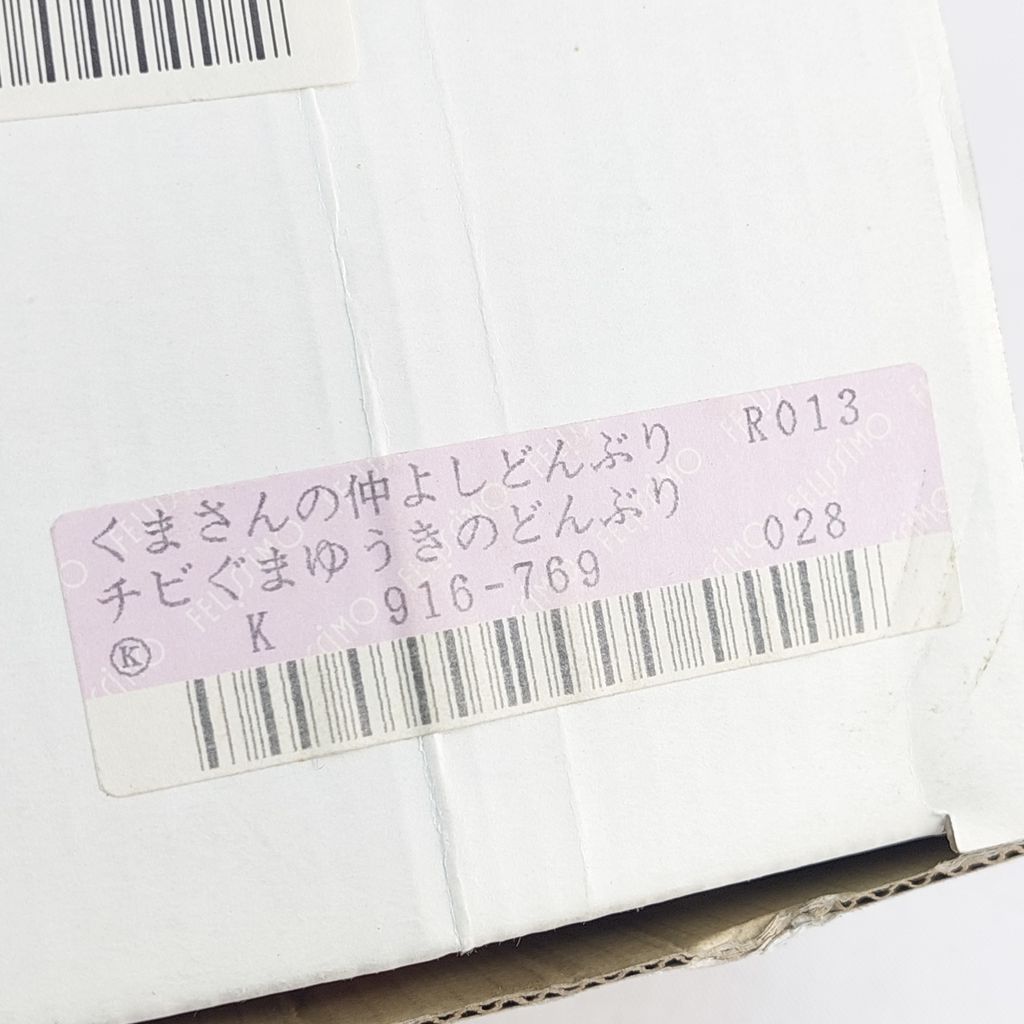 くまさんの仲よしどんぶり R013
チビぐまゆうきのどんぶり
Ⓚ K 916-769 028
FELISSIMO